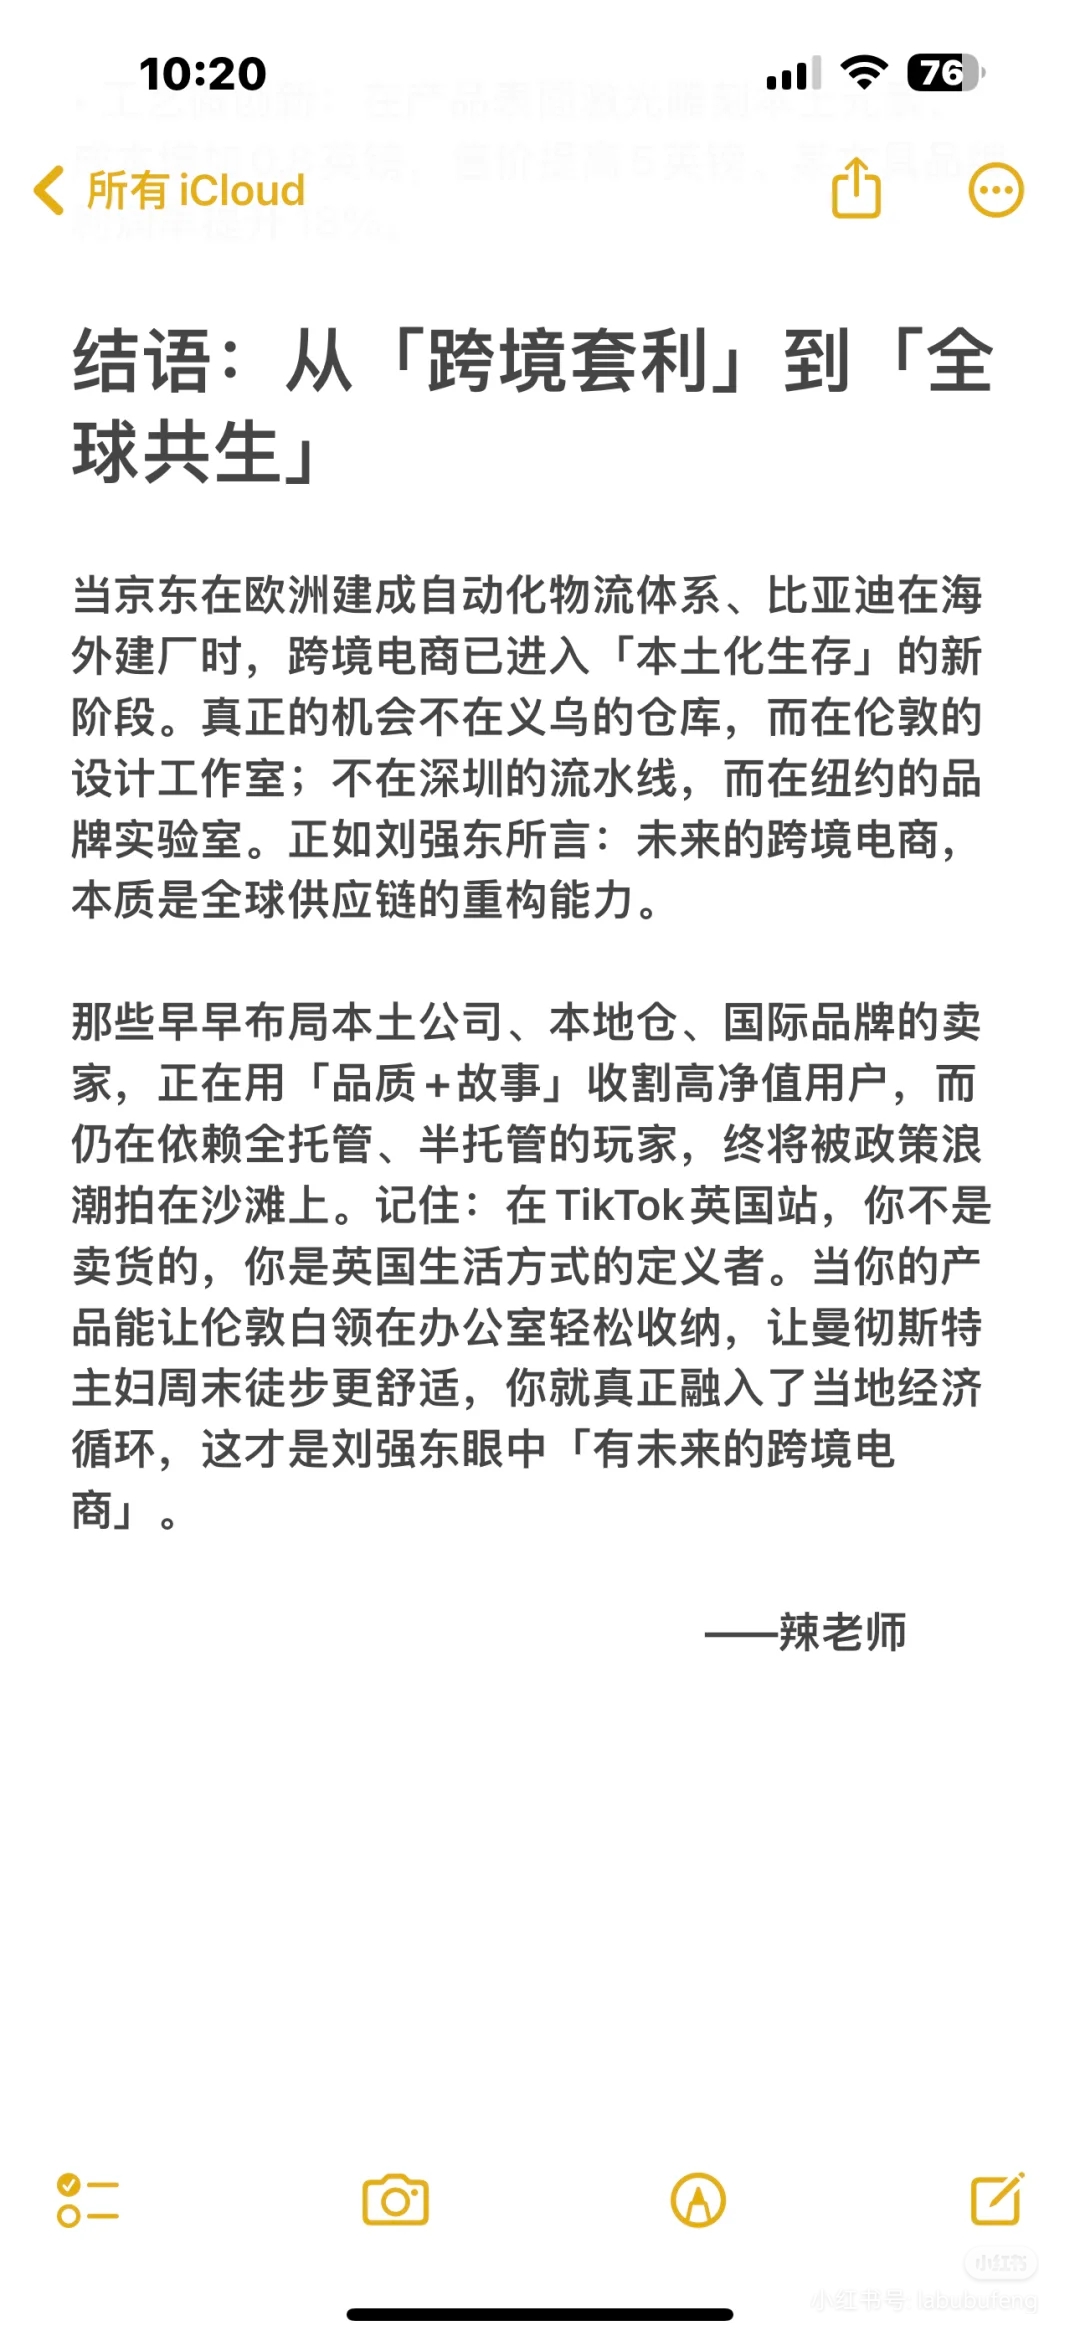 10:20
76
所有 iCloud
结语：从「跨境套利」到「全
球共生」
当京东在欧洲建成自动化物流体系、比亚迪在海
外建厂时，跨境电商已进入「本土化生存」的新
阶段。真正的机会不在义乌的仓库，而在伦敦的
设计工作室；不在深圳的流水线，而在纽约的品
牌实验室。正如刘强东所言：未来的跨境电商，
本质是全球供应链的重构能力。
那些早早布局本土公司、本地仓、国际品牌的卖
家，正在用「品质+故事」收割高净值用户，而
仍在依赖全托管、半托管的玩家，终将被政策浪
潮拍在沙滩上。记住：在 TikTok 英国站，你不是
卖货的，你是英国生活方式的定义者。当你的产
品能让伦敦白领在办公室轻松收纳，让曼彻斯特
主妇周末徒步更舒适，你就真正融入了当地经济
循环，这才是刘强东眼中「有未来的跨境电
商」。
——辣老师
小红书
小红书号: labubufeng